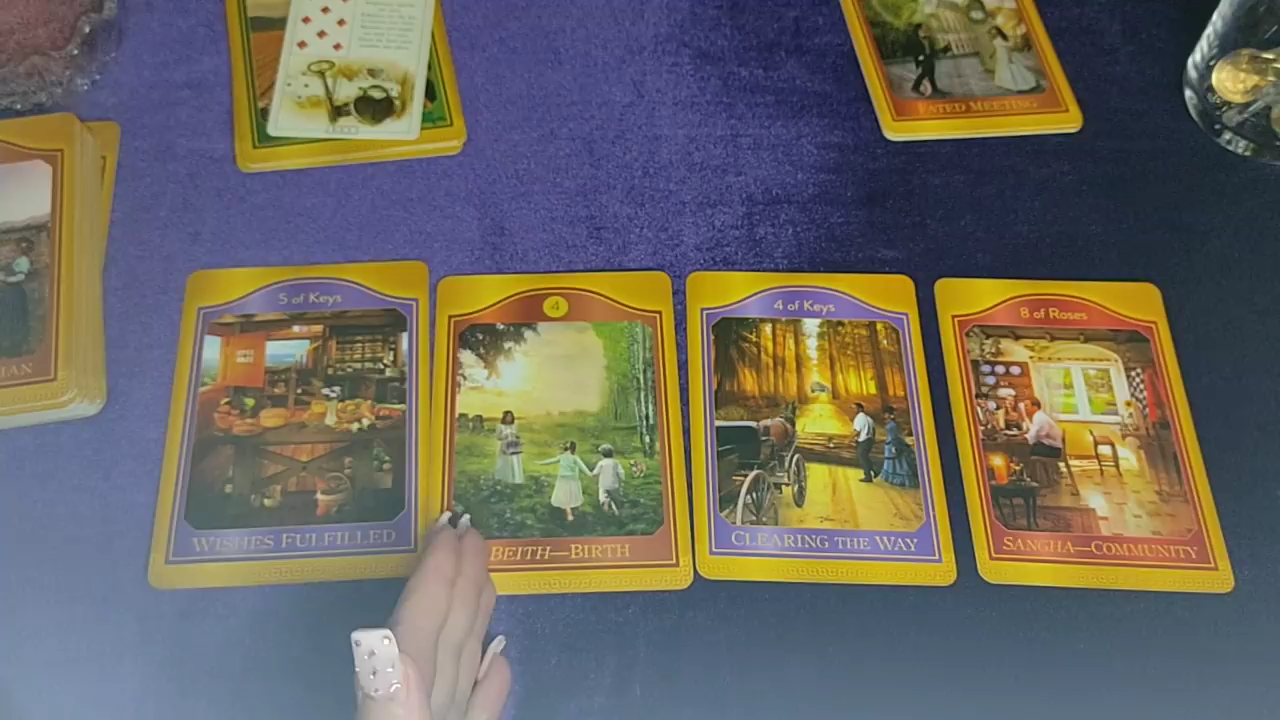 FATED MEETING
IAN
5 of Keys
WISHES FULFILLED
4
BEITH—BIRTH
4 of Keys
CLEARING THE WAY
8 of Roses
SANGHA—COMMUNITY